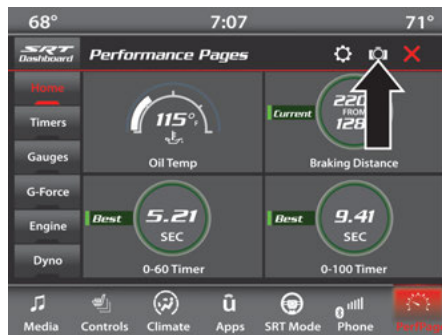 68° 7:07 71°
SRT
Dashboard
Performance Pages
Home
Timers
Gauges
G-Force
Engine
Dyno
115°F
Oil Temp
Current
220
FROM
128
Braking Distance
Best
5.21
SEC
0-60 Timer
Best
9.41
SEC
0-100 Timer
Media Controls Climate Apps SRT Mode Phone